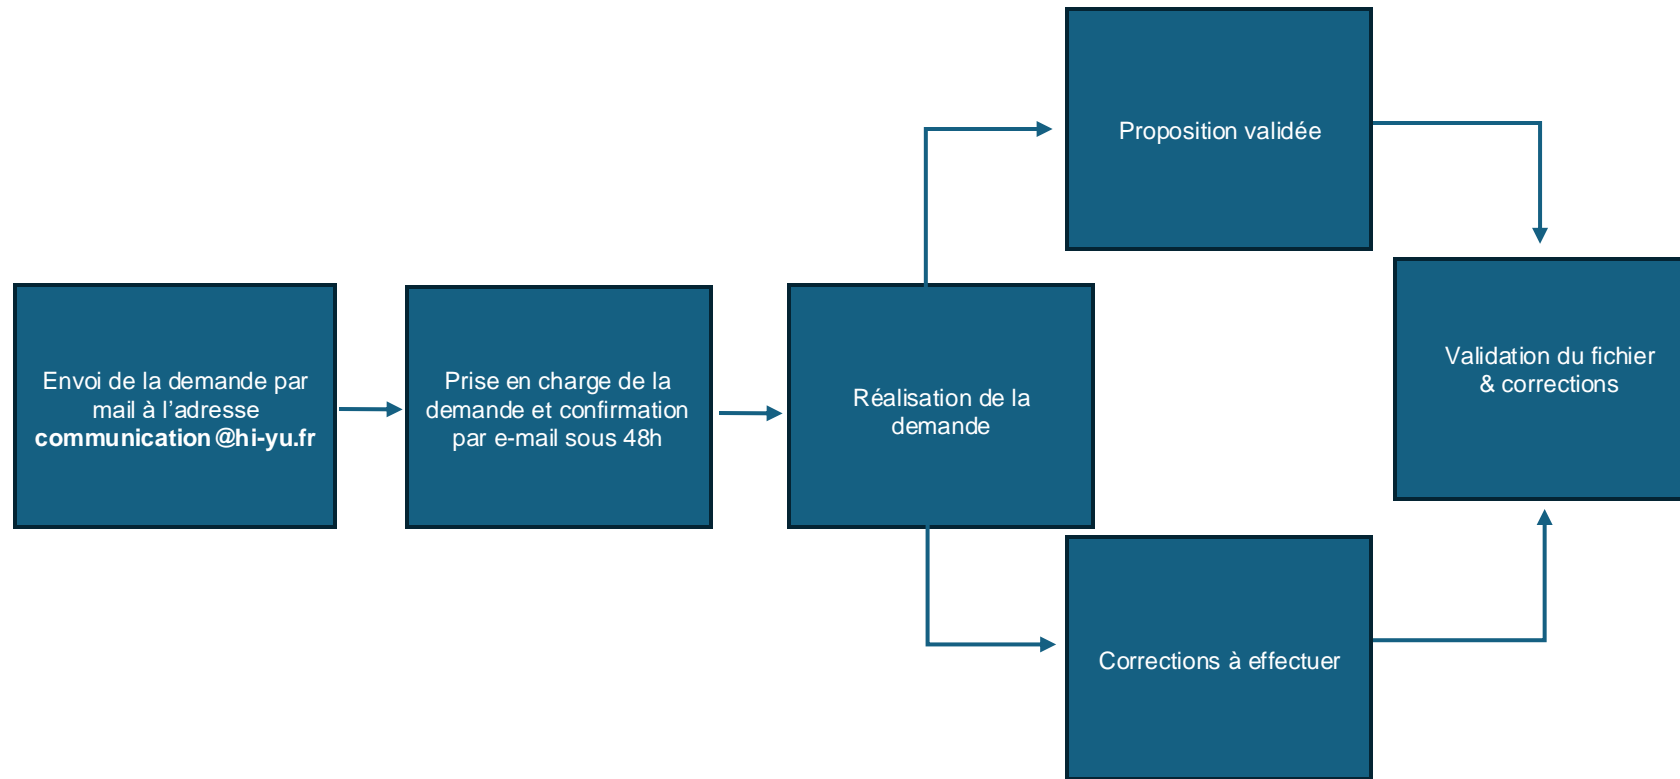 Envoi de la demande par
mail à l’adresse
communication@hi-yu.fr
Prise en charge de la
demande et confirmation
par e-mail sous 48h
Réalisation de la
demande
Proposition validée
Corrections à effectuer
Validation du fichier
& corrections